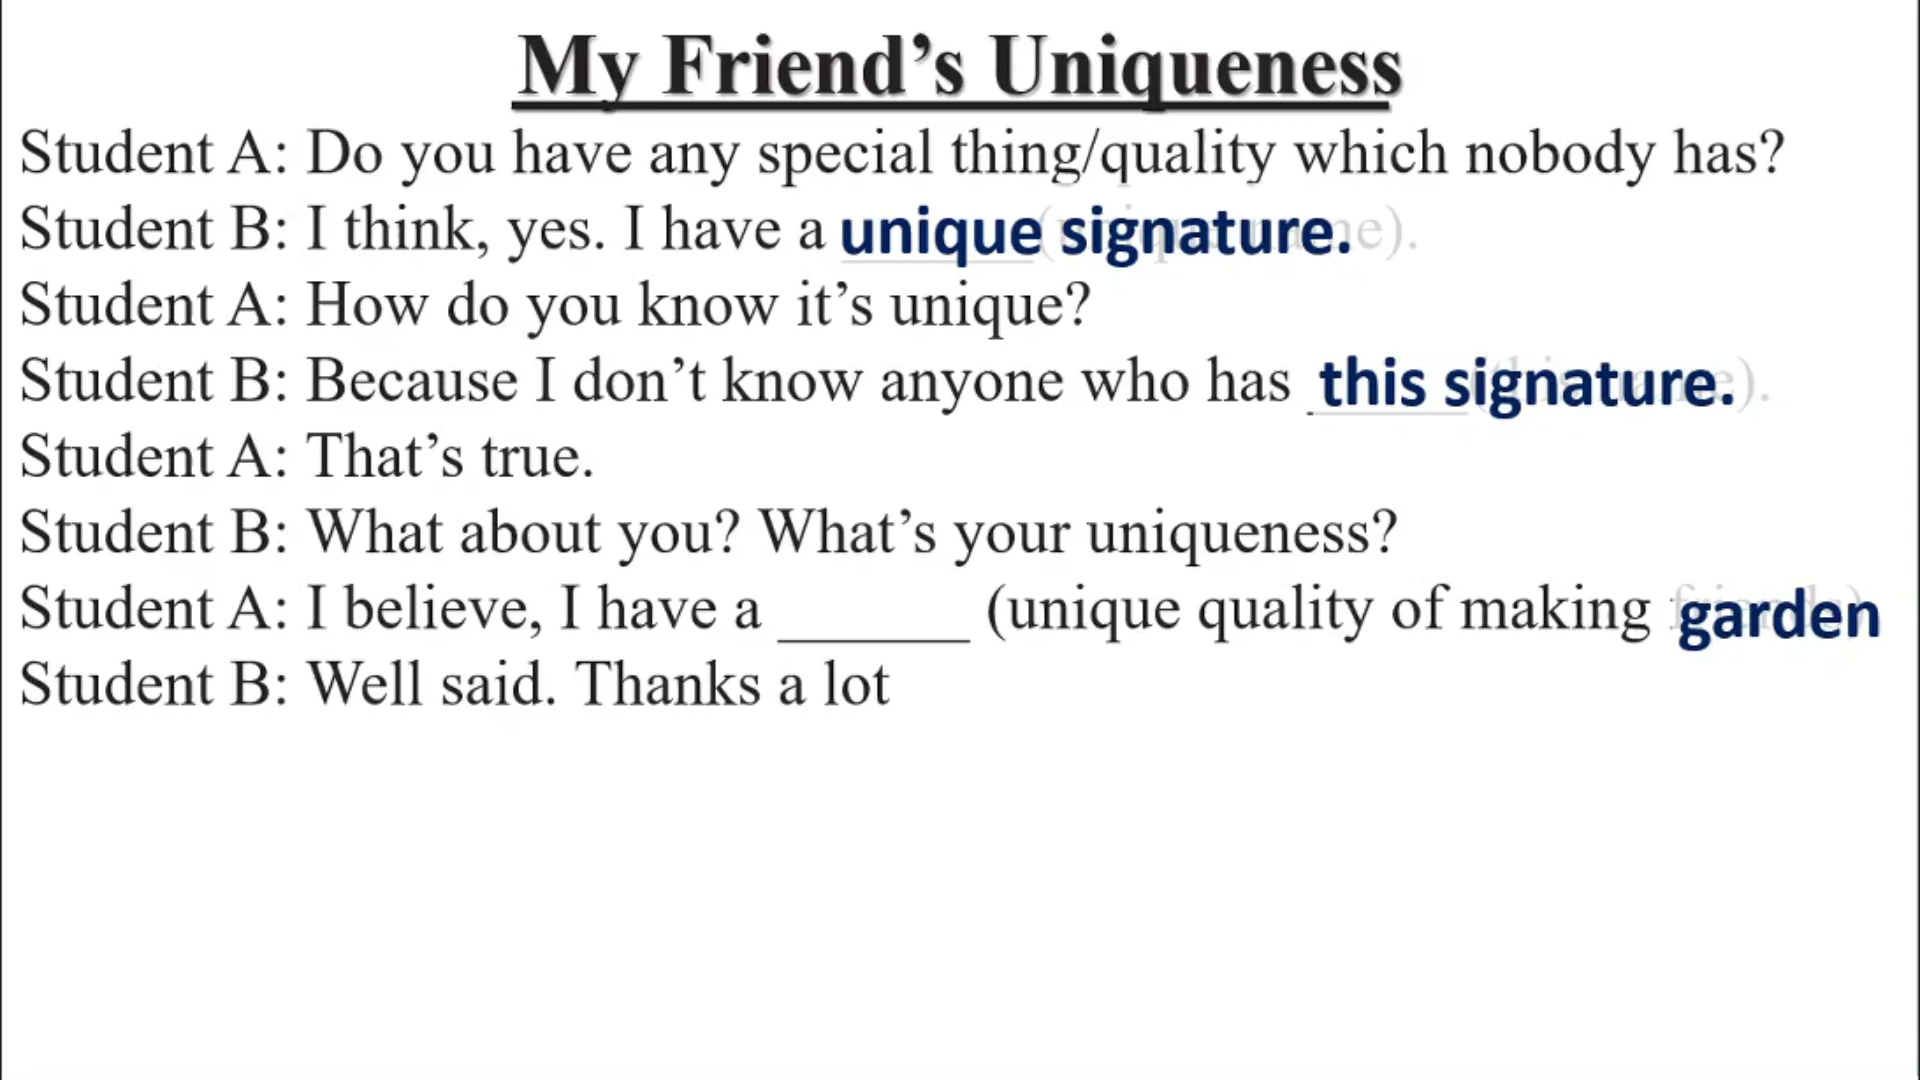 My Friend’s Uniqueness
Student A: Do you have any special thing/quality which nobody has?
Student B: I think, yes. I have a unique signature.
Student A: How do you know it’s unique?
Student B: Because I don’t know anyone who has this signature.
Student A: That’s true.
Student B: What about you? What’s your uniqueness?
Student A: I believe, I have a ______ (unique quality of making garden
Student B: Well said. Thanks a lot